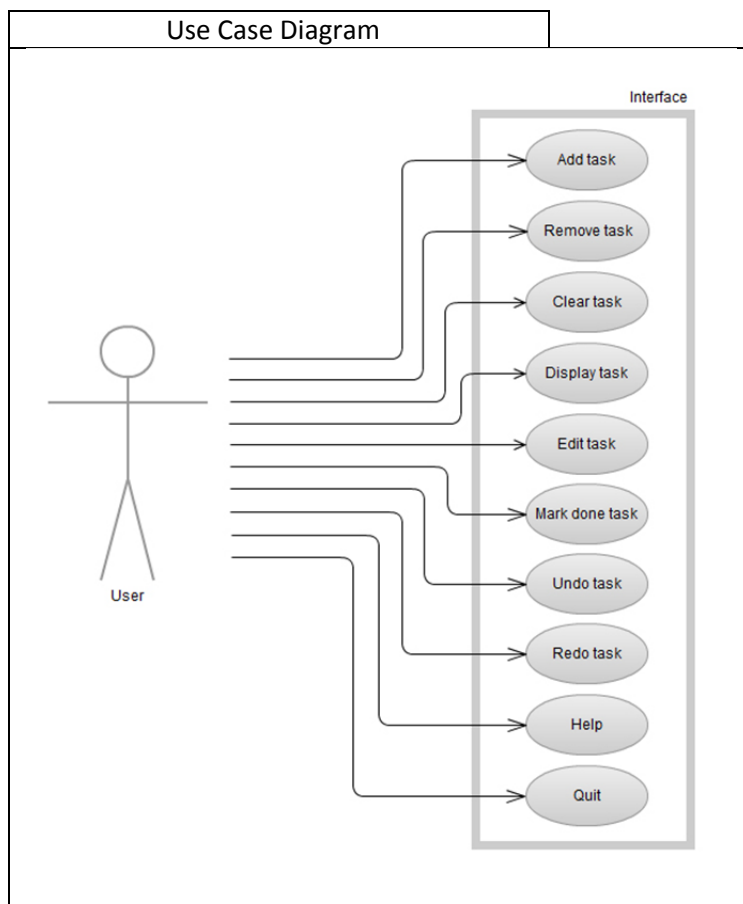 Use Case Diagram
Interface
Add task
Remove task
Clear task
Display task
Edit task
Mark done task
Undo task
Redo task
Help
Quit
User